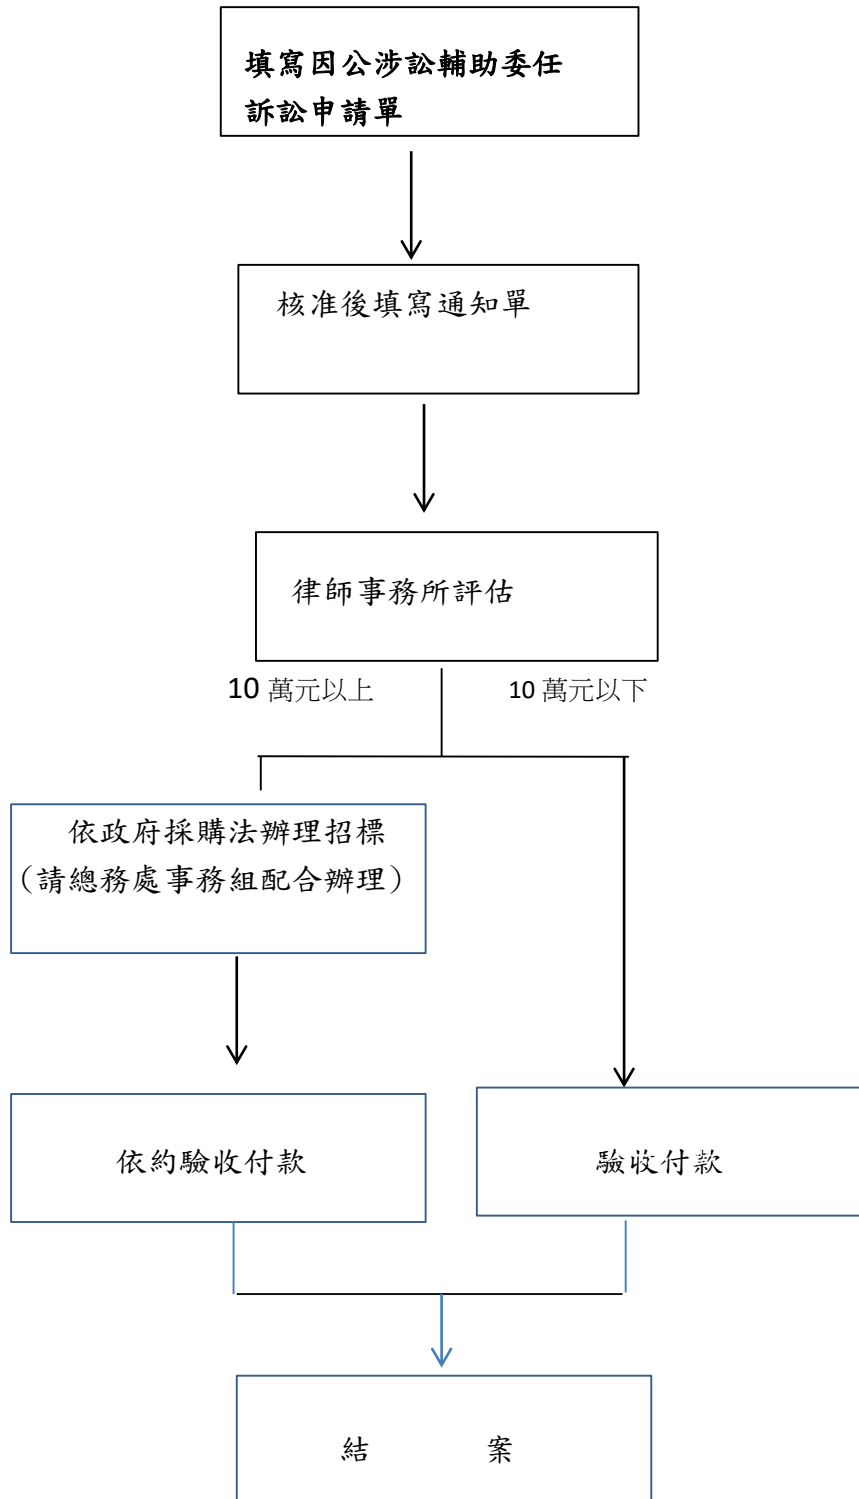 填寫因公涉訟輔助委任
訴訟申請單
核准後填寫通知單
律師事務所評估
10 萬元以上
10 萬元以下
依政府採購法辦理招標
(請總務處事務組配合辦理)
依約驗收付款
驗收付款
結 案